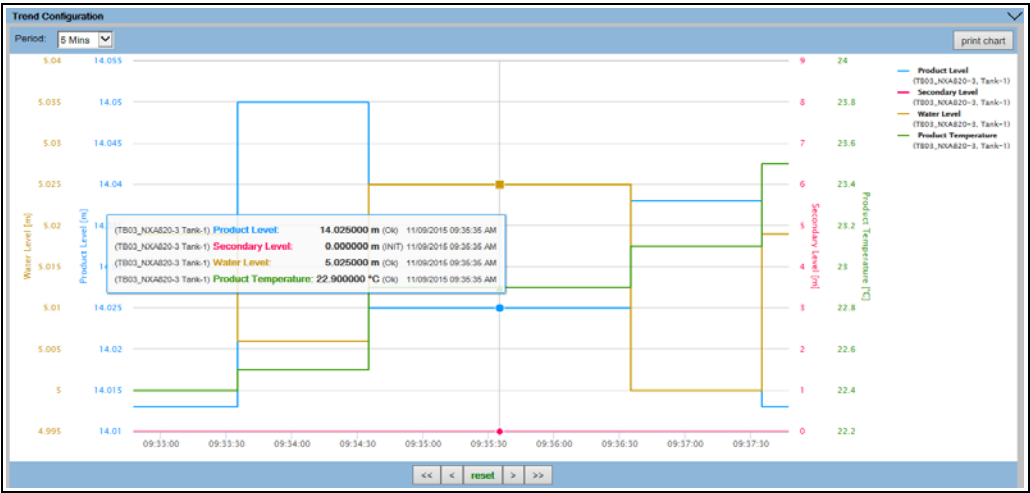 Trend Configuration
Period: 5 Mins
print chart
5.04 14.055 9 24
5.035 14.05 8 23.8
5.03 14.045 7 23.6
5.025 14.04 6 23.4
5.02 5 23.2
5.015 4 23
5.01 14.025 3 22.8
5.005 14.02 2 22.6
5 14.015 1 22.4
4.995 14.01 0 22.2
Water Level [m]
Product Level [m]
Secondary Level [m]
Product Temperature [°C]
Product Level
(TB03_NXA820-3, Tank-1)
Secondary Level
(TB03_NXA820-3, Tank-1)
Water Level
(TB03_NXA820-3, Tank-1)
Product Temperature
(TB03_NXA820-3, Tank-1)
(TB03_NXA820-3 Tank-1) Product Level: 14.025000 m (Ok) 11/09/2015 09:35:35 AM
(TB03_NXA820-3 Tank-1) Secondary Level: 0.000000 m (INIT) 11/09/2015 09:35:35 AM
(TB03_NXA820-3 Tank-1) Water Level: 5.025000 m (Ok) 11/09/2015 09:35:35 AM
(TB03_NXA820-3 Tank-1) Product Temperature: 22.900000 °C (Ok) 11/09/2015 09:35:35 AM
09:33:00 09:33:30 09:34:00 09:34:30 09:35:00 09:35:30 09:36:00 09:36:30 09:37:00 09:37:30
<< < reset > >>